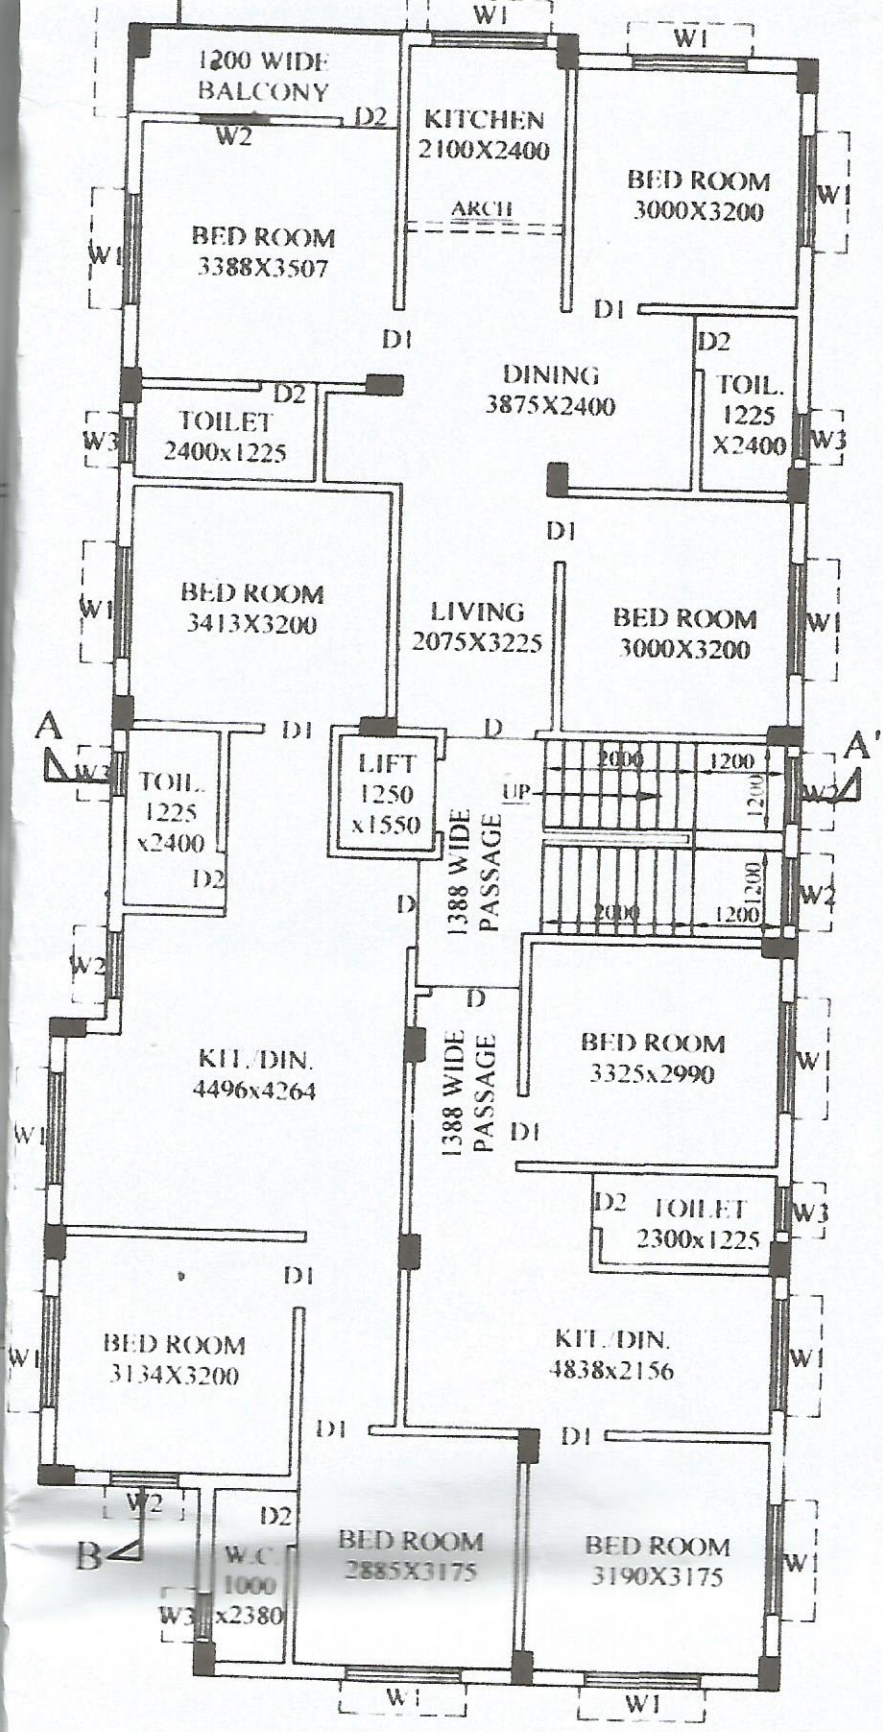 W1
W1
1200 WIDE
BALCONY
D2
W2
KITCHEN
2100X2400
ARCH
BED ROOM
3000X3200
W1
BED ROOM
3388X3507
W1
D1
D1
D2
DINING
3875X2400
TOIL.
1225
X2400
W3
D2
TOILET
2400x1225
W3
D1
BED ROOM
3413X3200
W1
LIVING
2075X3225
BED ROOM
3000X3200
W1
A
W3
D1
D
A'
TOIL.
1225
x2400
D2
LIFT
1250
x1550
UP
2000
1200
1200
W2
1388 WIDE
PASSAGE
D
2000
1200
1200
W2
W2
D
KIT./DIN.
4496x4264
1388 WIDE
PASSAGE
BED ROOM
3325x2990
W1
W1
D1
D2
TOILET
2300x1225
W3
D1
BED ROOM
3134X3200
W1
KIT./DIN.
4838x2156
W1
D1
D1
W2
B
D2
W.C.
1000
x2380
W3
BED ROOM
2885X3175
BED ROOM
3190X3175
W1
W1
W1